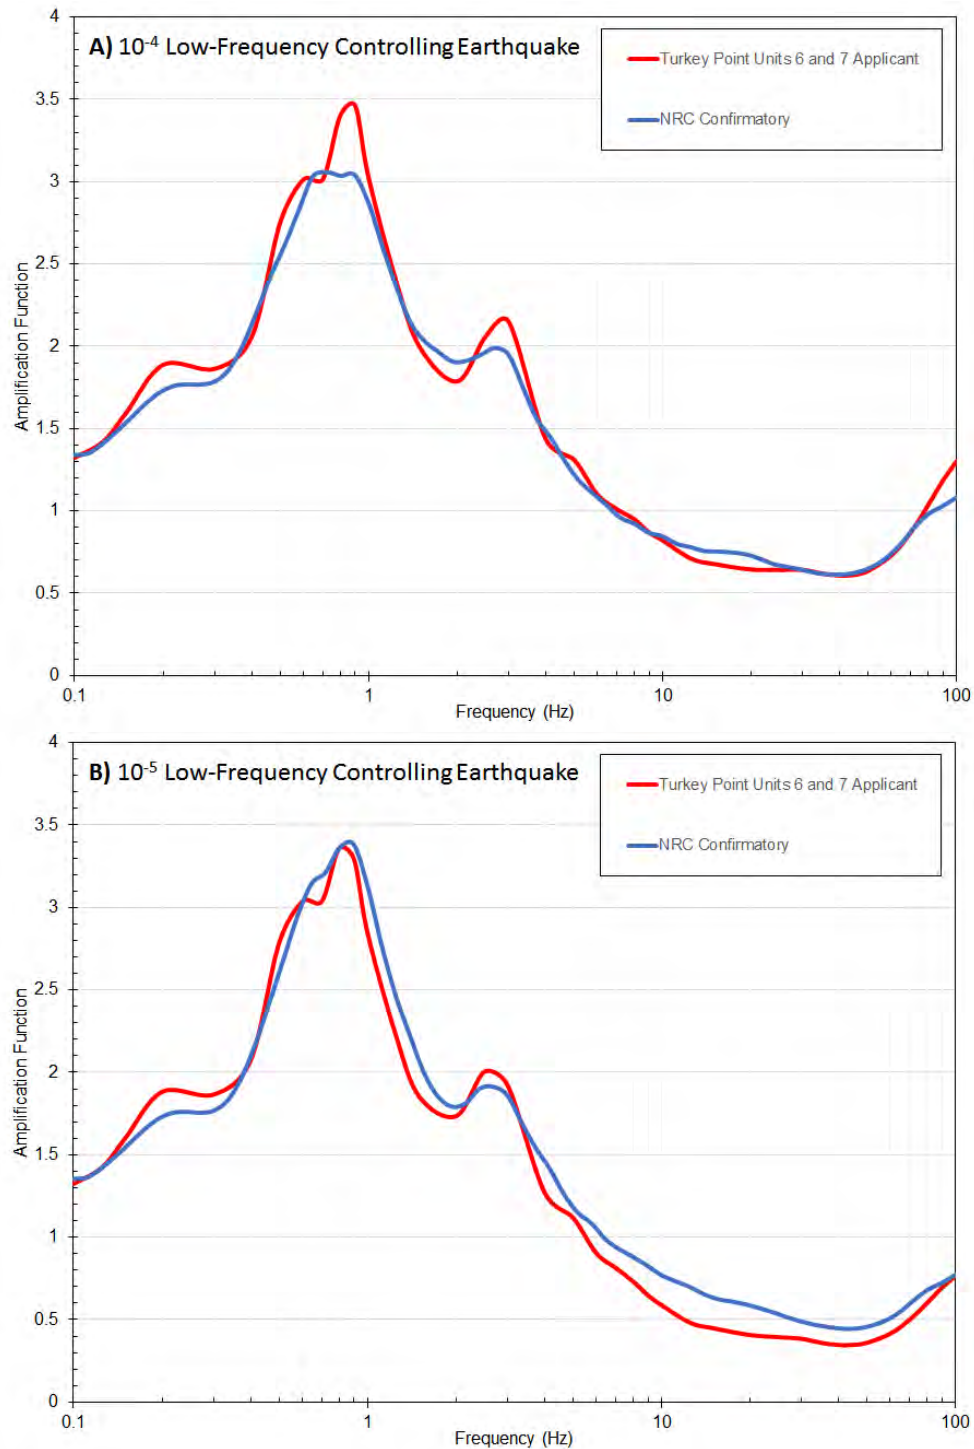 A) 10-4 Low-Frequency Controlling Earthquake
Turkey Point Units 6 and 7 Applicant
NRC Confirmatory
4
3.5
3
2.5
2
1.5
1
0.5
0
Amplification Function
0.1 1 10 100
Frequency (Hz)
B) 10-5 Low-Frequency Controlling Earthquake
Turkey Point Units 6 and 7 Applicant
NRC Confirmatory
4
3.5
3
2.5
2
1.5
1
0.5
0
Amplification Function
0.1 1 10 100
Frequency (Hz)